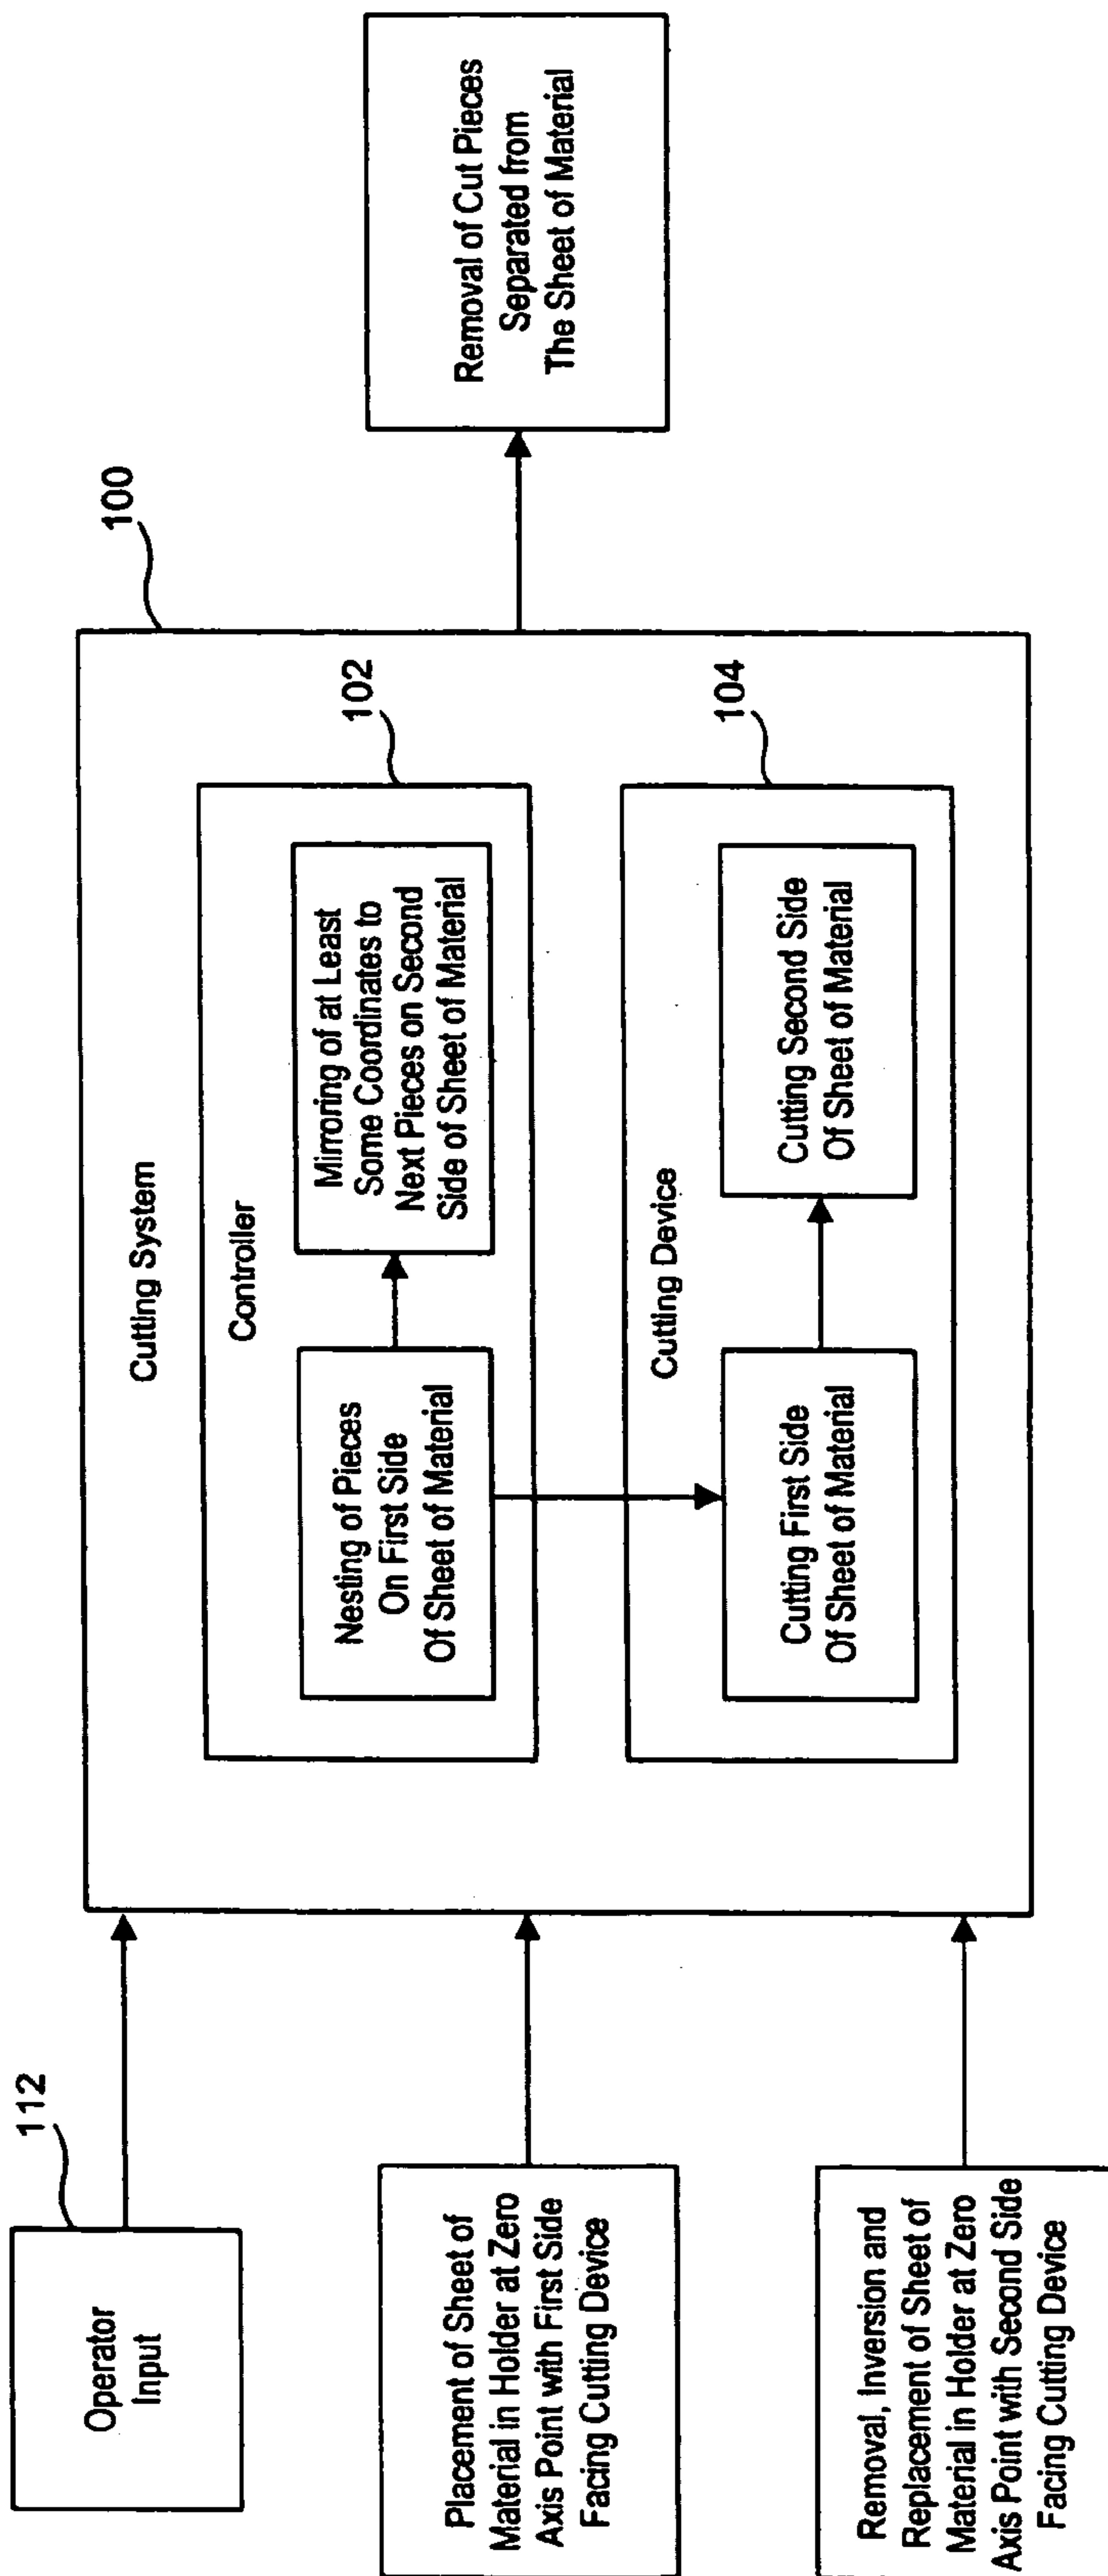 112
Operator
Input
Placement of Sheet of
Material in Holder at Zero
Axis Point with First Side
Facing Cutting Device
Removal, Inversion and
Replacement of Sheet of
Material in Holder at Zero
Axis Point with Second Side
Facing Cutting Device
100
Cutting System
102
Controller
Nesting of Pieces
On First Side
Of Sheet of Material
Mirroring of at Least
Some Coordinates to
Next Pieces on Second
Side of Sheet of Material
104
Cutting Device
Cutting First Side
Of Sheet of Material
Cutting Second Side
Of Sheet of Material
Removal of Cut Pieces
Separated from
The Sheet of Material